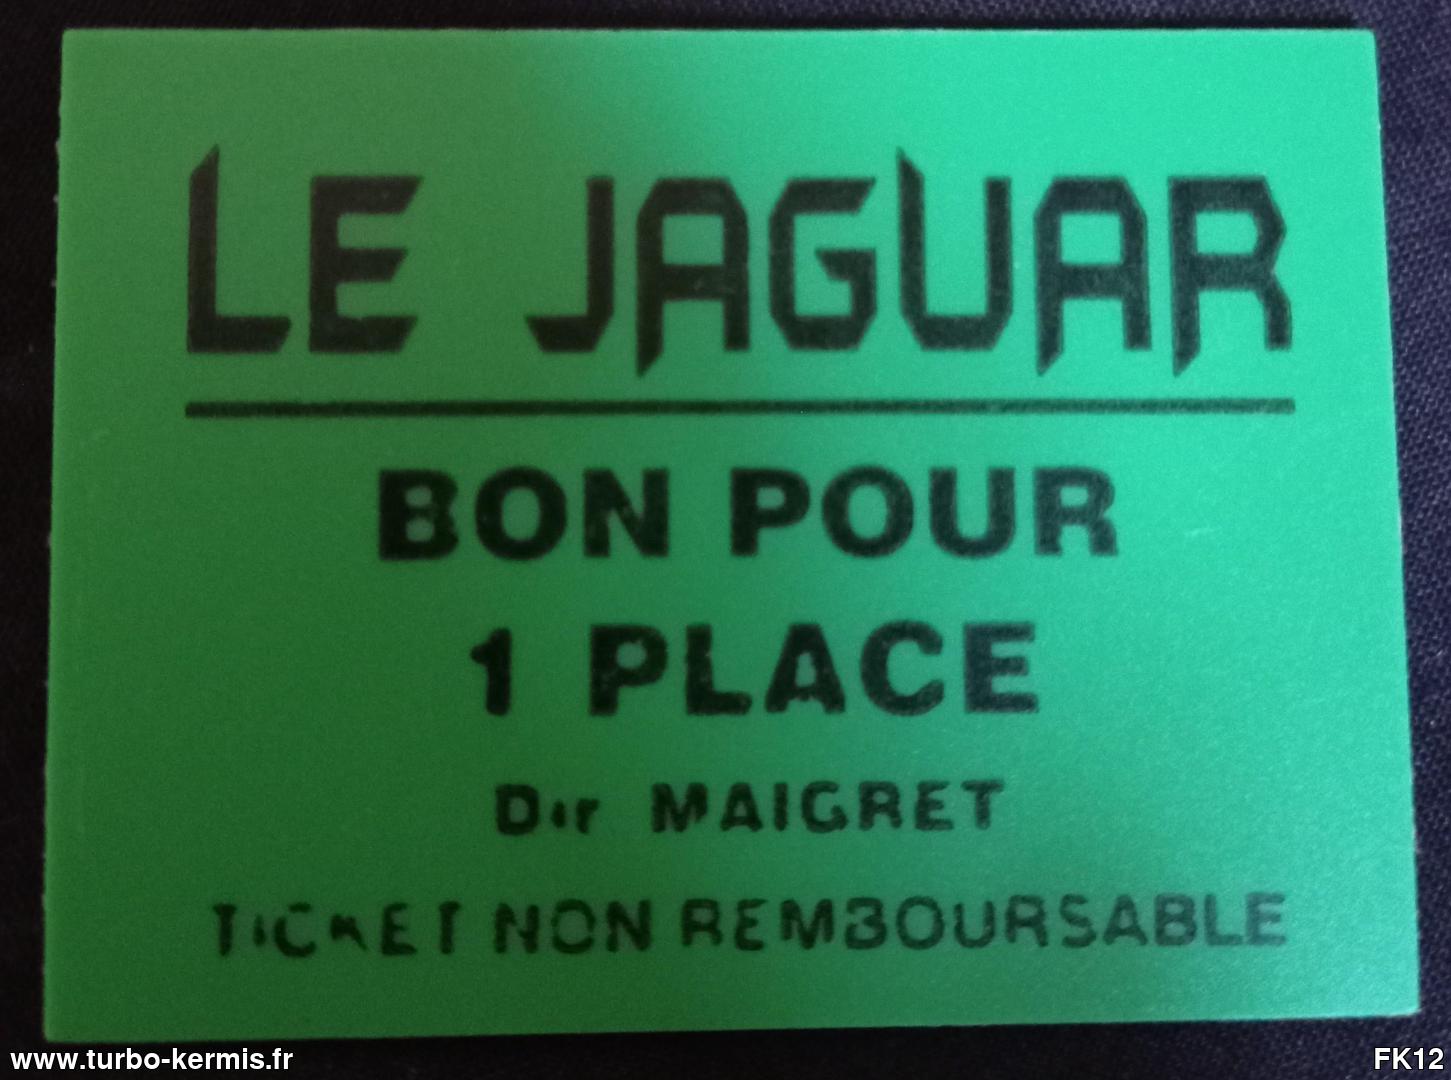 LE JAGUAR
BON POUR
1 PLACE
Dir MAIGRET
TICKET NON REMBOURSABLE
www.turbo-kermis.fr
FK12